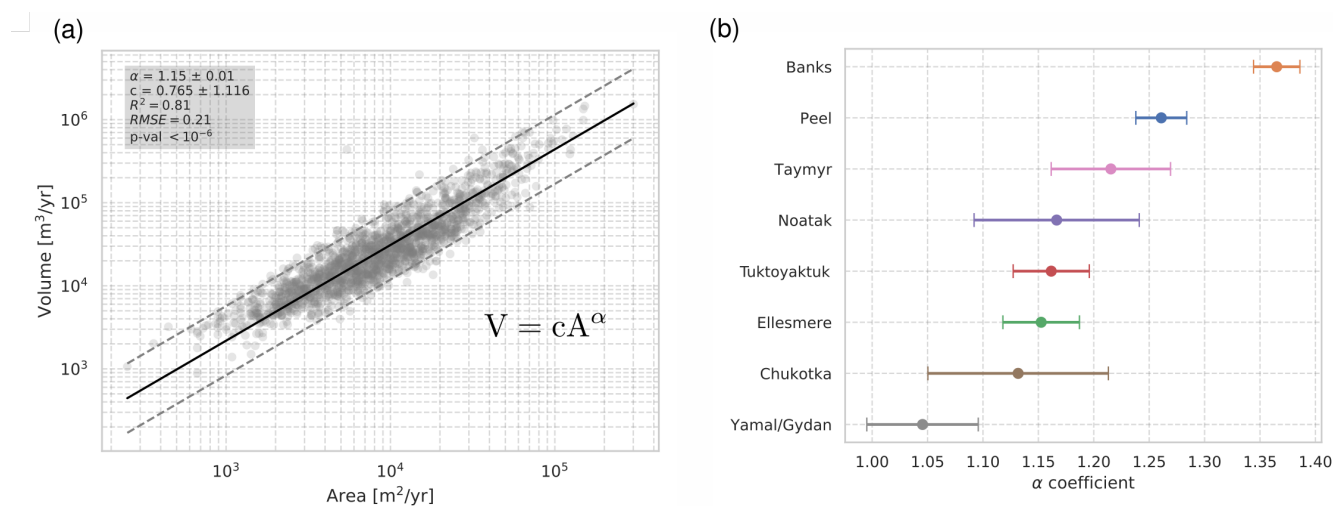 (a)
α = 1.15 ± 0.01
c = 0.765 ± 1.116
R² = 0.81
RMSE = 0.21
p-val < 10⁻⁶
V = cAᵅ
10⁶
10⁵
10⁴
10³
Volume [m³/yr]
10³ 10⁴ 10⁵
Area [m²/yr]
(b)
Banks
Peel
Taymyr
Noatak
Tuktoyaktuk
Ellesmere
Chukotka
Yamal/Gydan
1.00 1.05 1.10 1.15 1.20 1.25 1.30 1.35 1.40
α coefficient